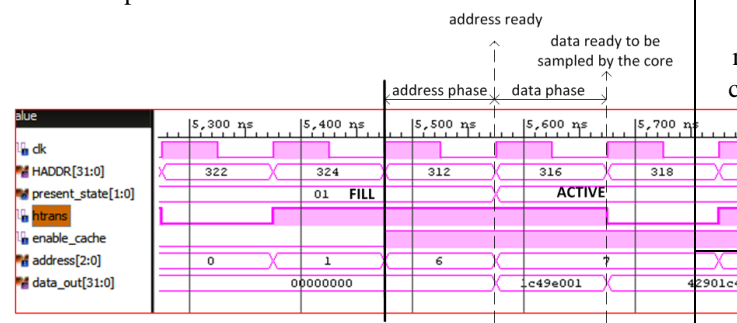 address ready
data ready to be
sampled by the core
address phase data phase
alue
5,300 ns 5,400 ns 5,500 ns 5,600 ns 5,700 ns
clk
HADDR[31:0] 322 324 312 316 318
present_state[1:0] 01 FILL ACTIVE
htrans
enable_cache
address[2:0] 0 1 6 7
data_out[31:0] 00000000 1c49e001 42901c4